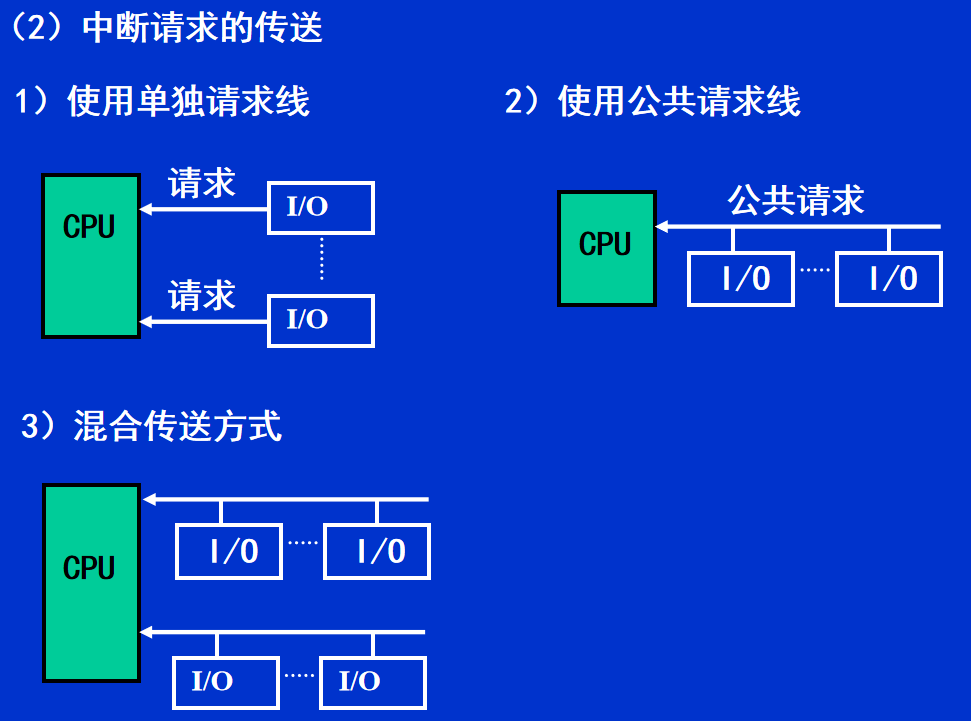 （2）中断请求的传送
1）使用单独请求线
2）使用公共请求线
CPU
请求
I/O
请求
I/O
公共请求
CPU
I/O
I/O
3）混合传送方式
CPU
I/O
I/O
I/O
I/O